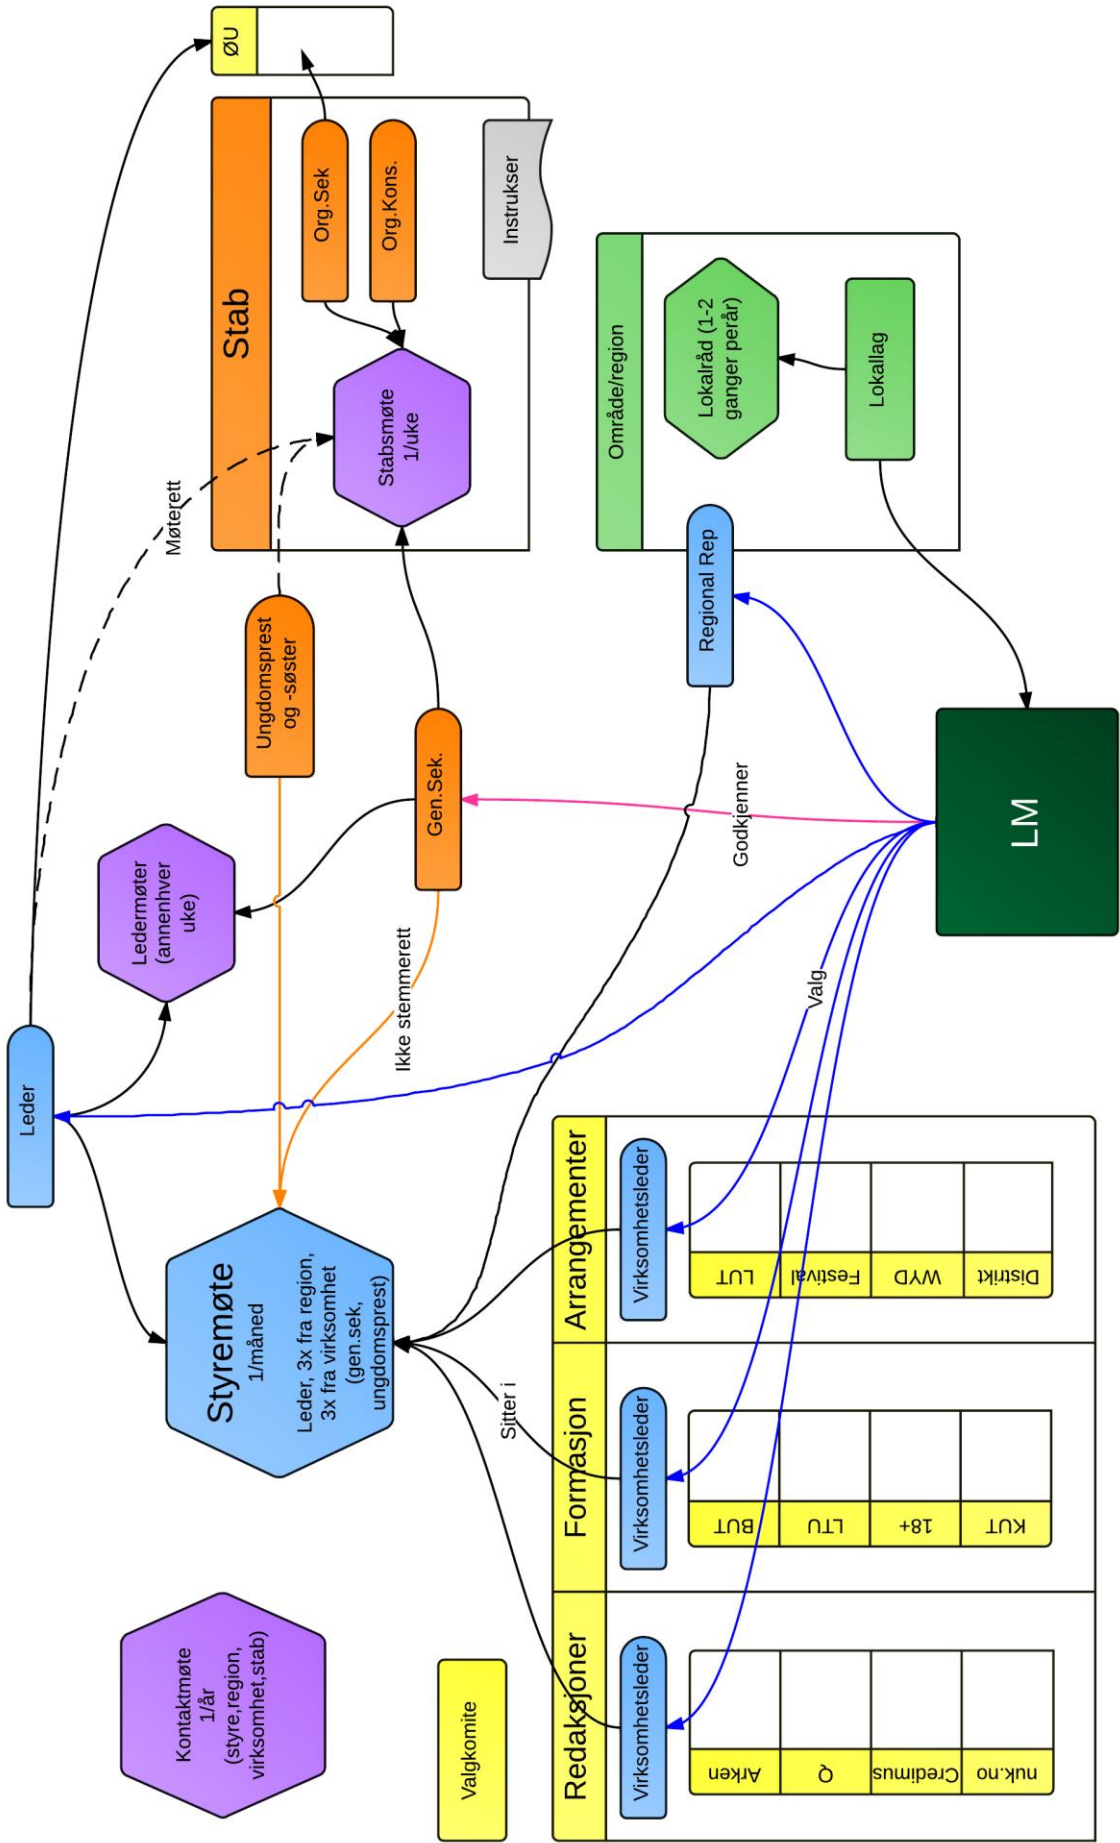 Leder
ØU
Kontaktmøte
1/år
(styre,region,
virksomhet,stab)
Styremøte
1/måned
Leder, 3x fra region,
3x fra virksomhet
(gen.sek,
ungdomsprest)
Ledermøter
(annenhver
uke)
Møterett
Ungdomsprest
og -søster
Stab
Org.Sek
Org.Kons.
Stabsmøte
1/uke
Instrukser
Gen.Sek.
Ikke stemmerett
Valgkomite
Sitter i
Godkjenner
Valg
Område/region
Regional Rep
Lokalråd (1-2
ganger perår)
Lokallag
LM
Redaksjoner
Virksomhetsleder
Arken
Q
Credimus
nuk.no
Formasjon
Virksomhetsleder
BUT
LTU
18+
KUT
Arrangementer
Virksomhetsleder
LUT
Festival
WYD
Distrikt